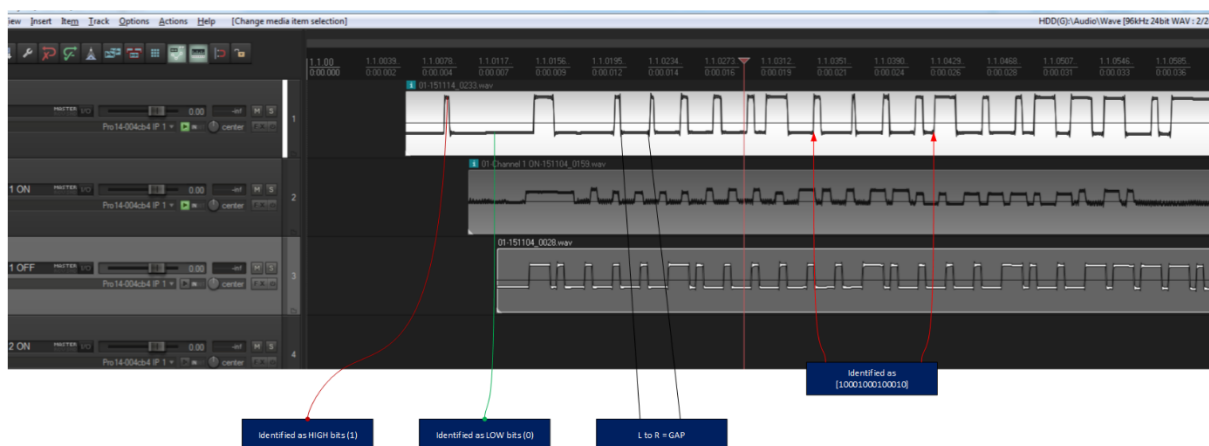 iew Insert Item Track Options Actions Help [Change media item selection]
HDD(G):\Audio\Wave [96kHz 24bit WAV : 2/2
1.1.00 1.1.0039.. 1.1.0078.. 1.1.0117.. 1.1.0156.. 1.1.0195.. 1.1.0234.. 1.1.0273.. 1.1.0312.. 1.1.0351.. 1.1.0390.. 1.1.0429.. 1.1.0468.. 1.1.0507.. 1.1.0546.. 1.1.0585..
0:00.000 0:00.002 0:00.004 0:00.007 0:00.009 0:00.012 0:00.014 0:00.016 0:00.019 0:00.021 0:00.024 0:00.026 0:00.028 0:00.031 0:00.033 0:00.036
01-151114_0233.wav
MASTER I/O 0.00 -inf M S
Pro14-004cb4 IP 1 center
1
01-Channel 1 ON-151104_0159.wav
1 ON MASTER I/O 0.00 -inf M S
Pro14-004cb4 IP 1 center
2
01-151104_0028.wav
1 OFF MASTER I/O 0.00 -inf M S
Pro14-004cb4 IP 1 center
3
2 ON MASTER I/O 0.00 -inf M S
Pro14-004cb4 IP 1 center
4
Identified as
[10001000100010]
Identified as HIGH bits (1)
Identified as LOW bits (0)
L to R = GAP